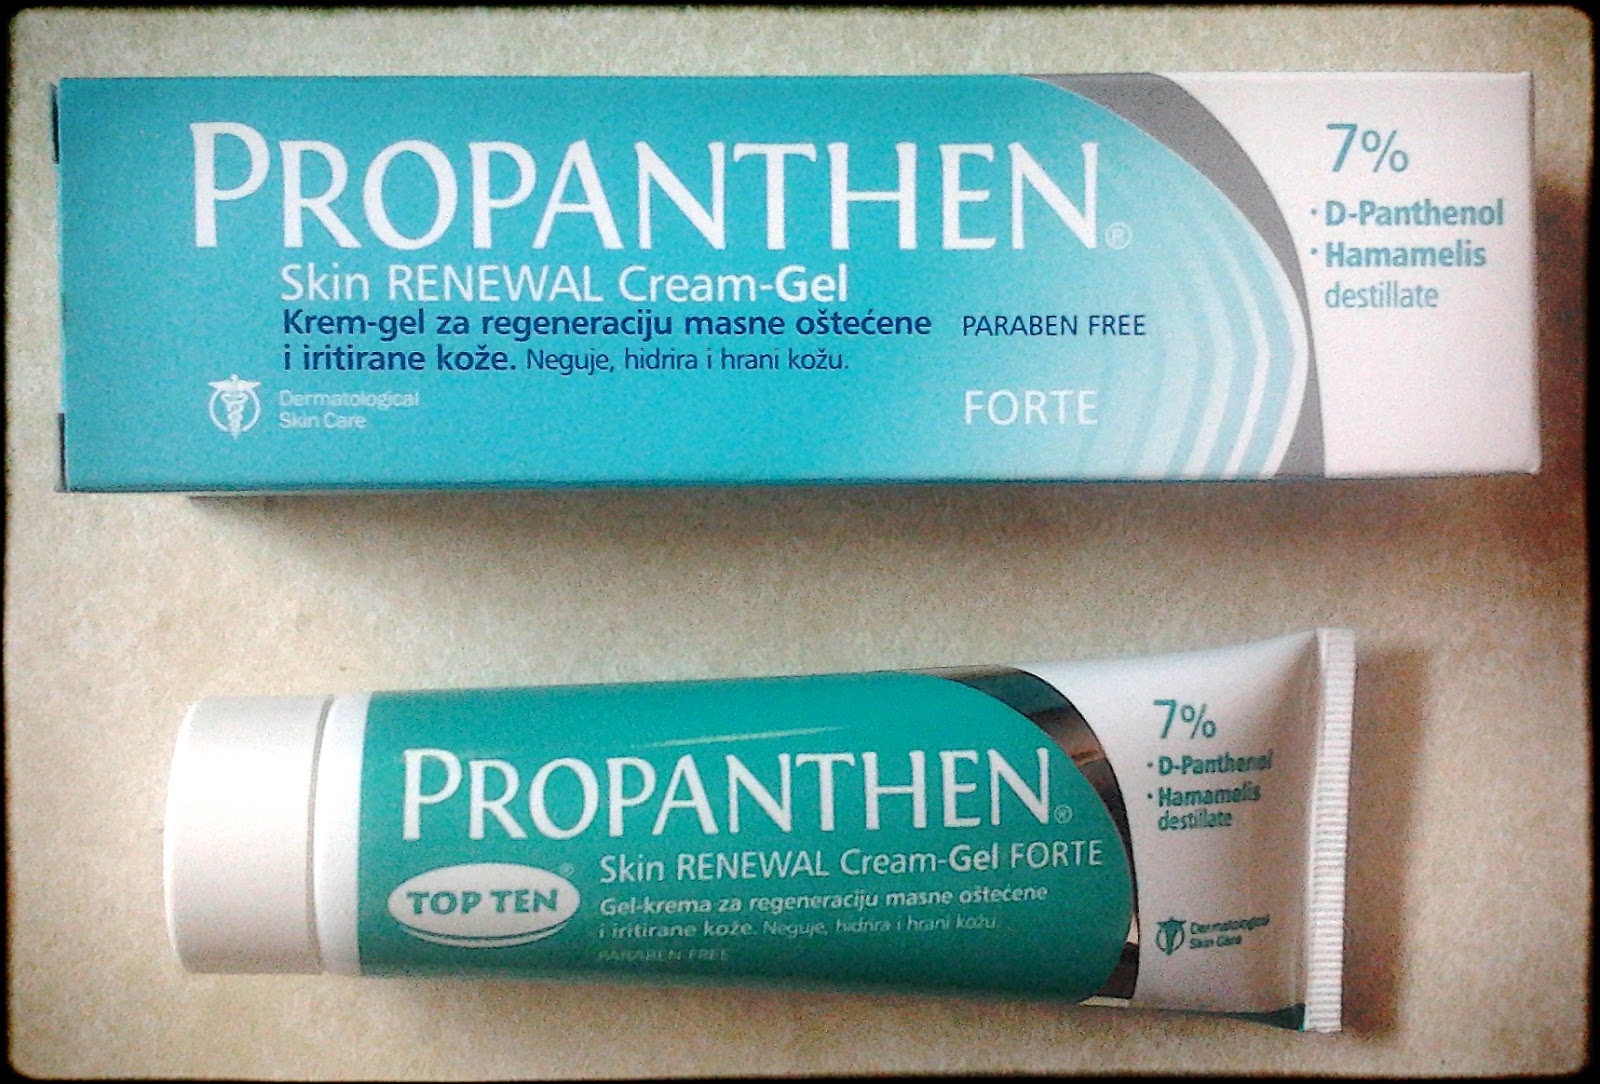 PROPANTHEN®
Skin RENEWAL Cream-Gel
Krem-gel za regeneraciju masne oštećene
i iritirane kože. Neguje, hidrira i hrani kožu.
PARABEN FREE
FORTE
Dermatological
Skin Care
7%
· D-Panthenol
· Hamamelis
destillate
PROPANTHEN®
TOP TEN®
Skin RENEWAL Cream-Gel FORTE
Gel-krema za regeneraciju masne oštećene
i iritirane kože. Neguje, hidrira i hrani kožu.
PARABEN FREE
7%
· D-Panthenol
· Hamamelis
destillate
Dermatological
Skin Care